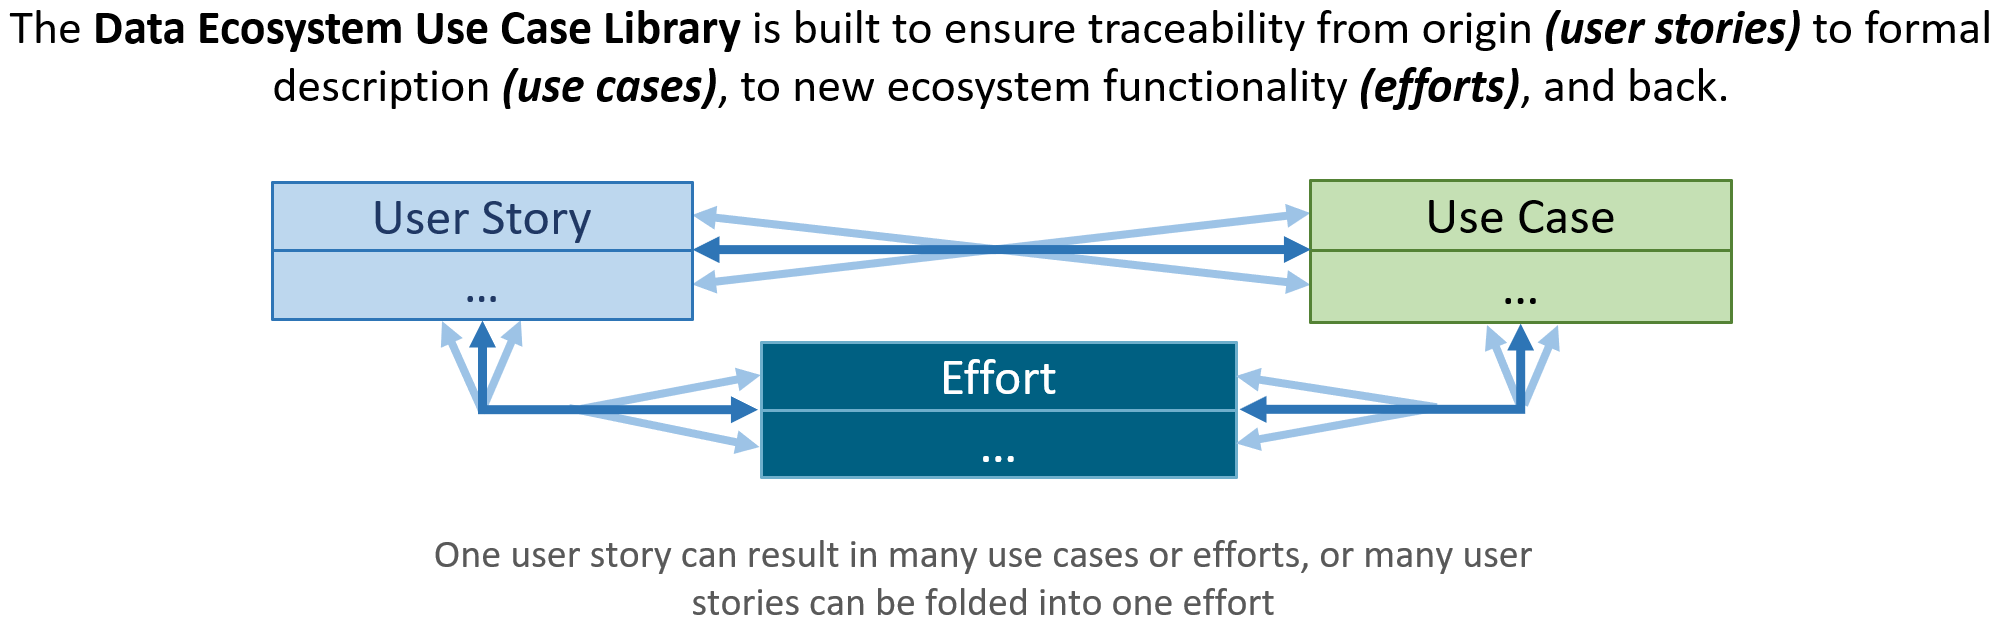 The Data Ecosystem Use Case Library is built to ensure traceability from origin (user stories) to formal
description (use cases), to new ecosystem functionality (efforts), and back.
User Story
...
Use Case
...
Effort
...
One user story can result in many use cases or efforts, or many user
stories can be folded into one effort